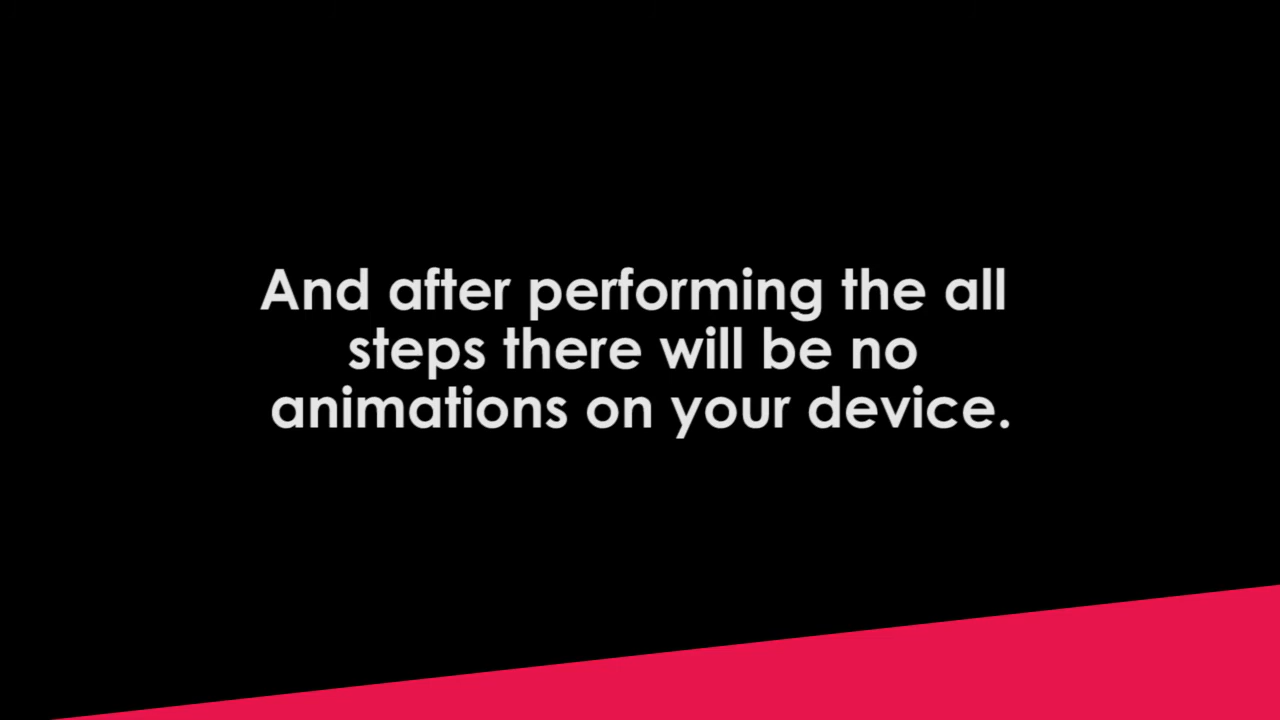 And after performing the all
steps there will be no
animations on your device.